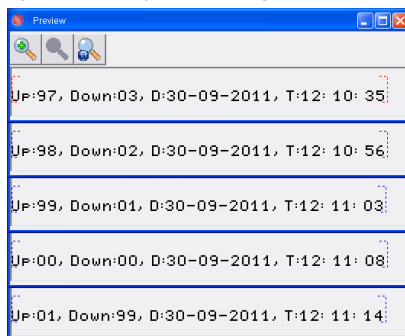 Preview
Up:97, Down:03, D:30-09-2011, T:12: 10: 35
Up:98, Down:02, D:30-09-2011, T:12: 10: 56
Up:99, Down:01, D:30-09-2011, T:12: 11: 03
Up:00, Down:00, D:30-09-2011, T:12: 11: 08
Up:01, Down:99, D:30-09-2011, T:12: 11: 14